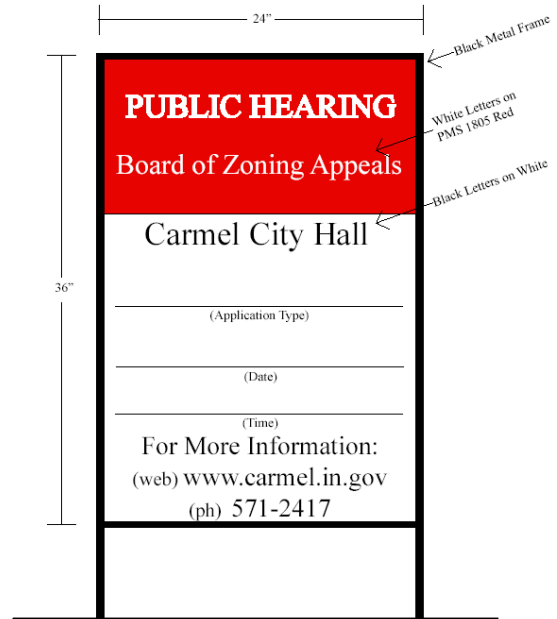 24”
Black Metal Frame
PUBLIC HEARING
White Letters on
PMS 1805 Red
Board of Zoning Appeals
Black Letters on White
Carmel City Hall
36”
(Application Type)
(Date)
(Time)
For More Information:
(web) www.carmel.in.gov
(ph) 571-2417